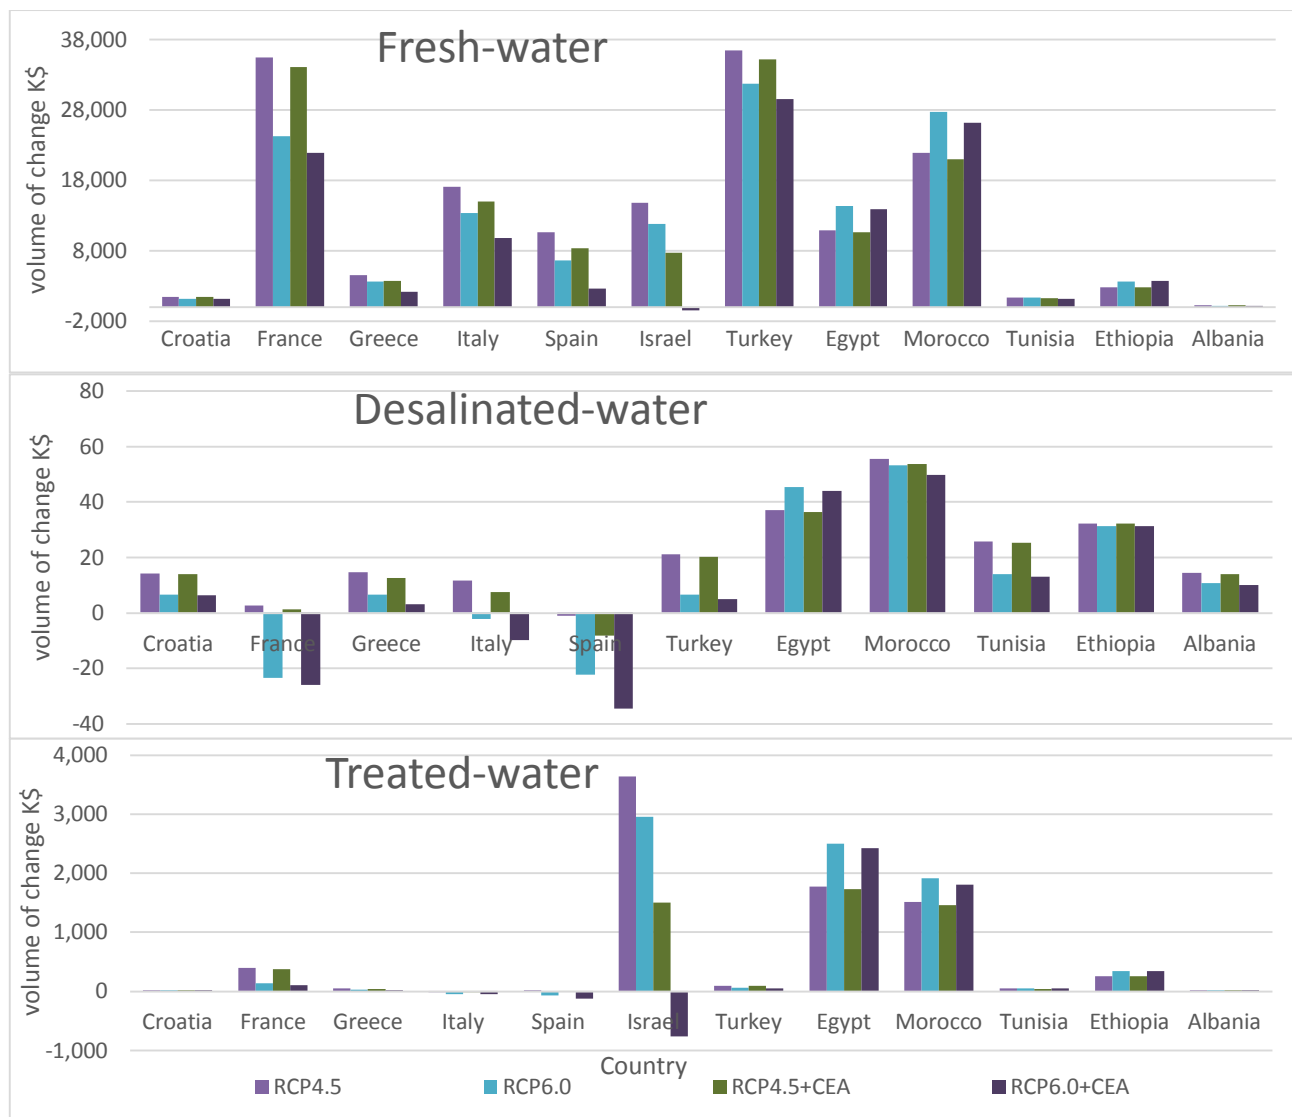 Fresh-water
volume of change K$
38,000
28,000
18,000
8,000
-2,000
Croatia France Greece Italy Spain Israel Turkey Egypt Morocco Tunisia Ethiopia Albania
Desalinated-water
volume of change K$
80
60
40
20
0
-20
-40
Croatia France Greece Italy Spain Turkey Egypt Morocco Tunisia Ethiopia Albania
Treated-water
volume of change K$
4,000
3,000
2,000
1,000
0
-1,000
Croatia France Greece Italy Spain Israel Turkey Egypt Morocco Tunisia Ethiopia Albania
Country
RCP4.5 RCP6.0 RCP4.5+CEA RCP6.0+CEA